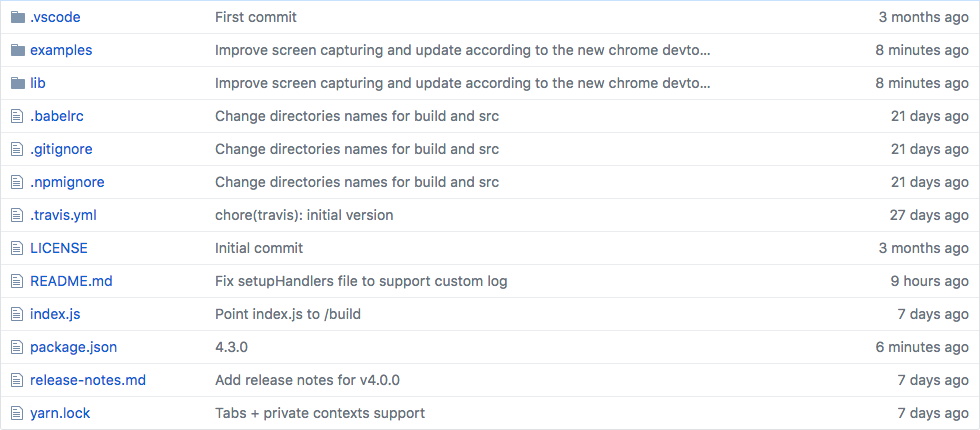 .vscode First commit 3 months ago
examples Improve screen capturing and update according to the new chrome devto... 8 minutes ago
lib Improve screen capturing and update according to the new chrome devto... 8 minutes ago
.babelrc Change directories names for build and src 21 days ago
.gitignore Change directories names for build and src 21 days ago
.npmignore Change directories names for build and src 21 days ago
.travis.yml chore(travis): initial version 27 days ago
LICENSE Initial commit 3 months ago
README.md Fix setupHandlers file to support custom log 9 hours ago
index.js Point index.js to /build 7 days ago
package.json 4.3.0 6 minutes ago
release-notes.md Add release notes for v4.0.0 7 days ago
yarn.lock Tabs + private contexts support 7 days ago